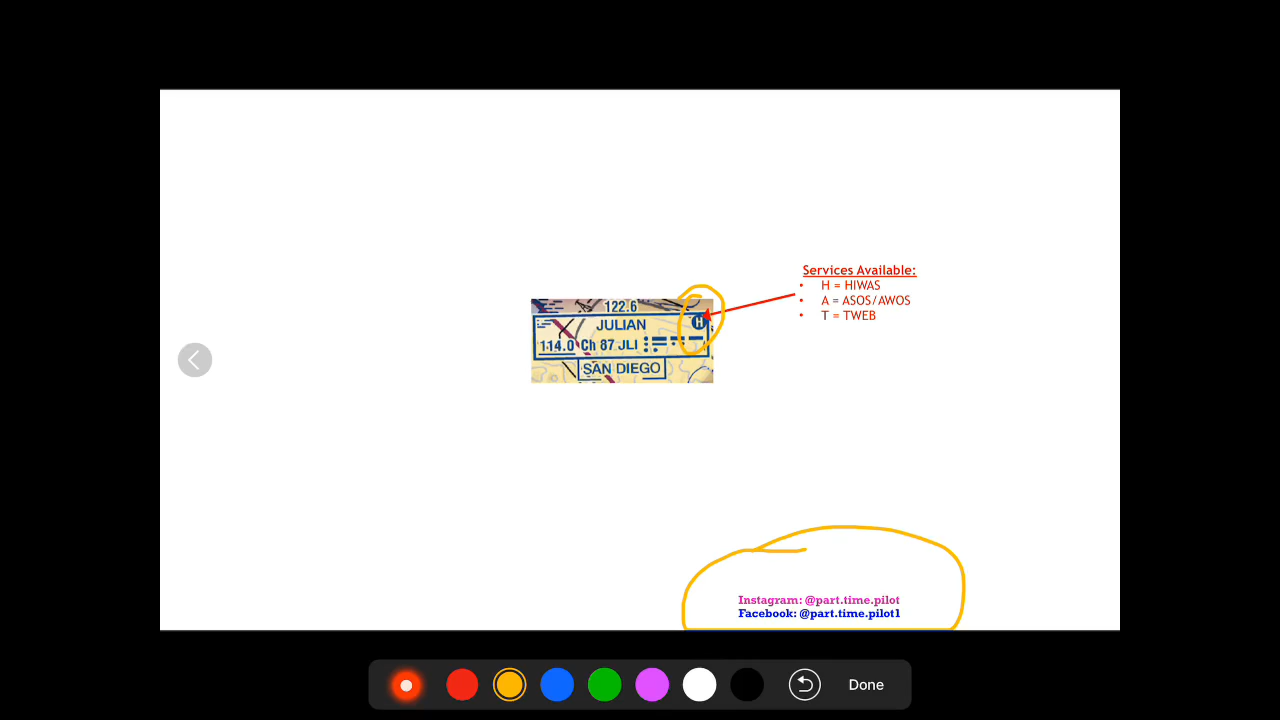 Services Available:
• H = HIWAS
• A = ASOS/AWOS
• T = TWEB
122.6
JULIAN
H
114.0 Ch 87 JLI
SAN DIEGO
Instagram: @part.time.pilot
Facebook: @part.time.pilot1
Done